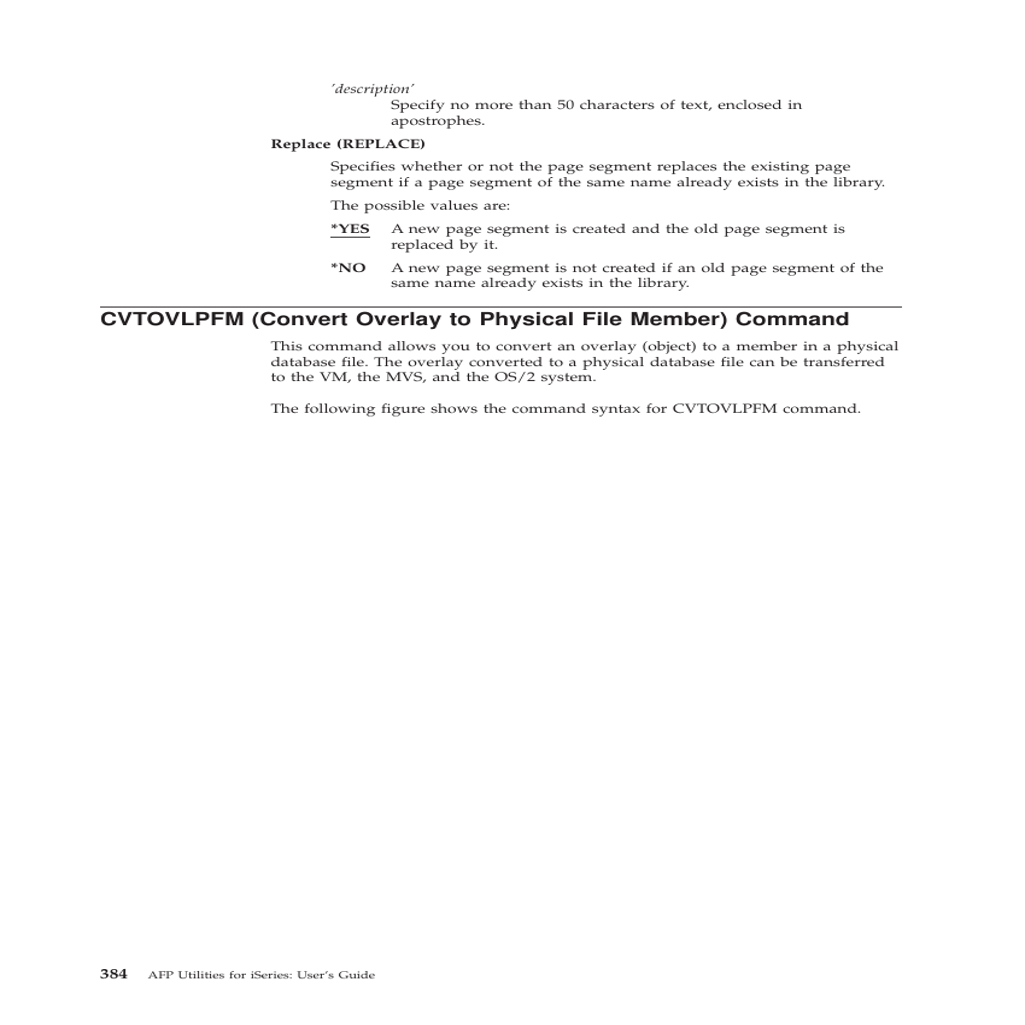 'description'
Specify no more than 50 characters of text, enclosed in
apostrophes.
Replace (REPLACE)
Specifies whether or not the page segment replaces the existing page
segment if a page segment of the same name already exists in the library.
The possible values are:
*YES A new page segment is created and the old page segment is
replaced by it.
*NO A new page segment is not created if an old page segment of the
same name already exists in the library.
CVTOVLPFM (Convert Overlay to Physical File Member) Command
This command allows you to convert an overlay (object) to a member in a physical
database file. The overlay converted to a physical database file can be transferred
to the VM, the MVS, and the OS/2 system.
The following figure shows the command syntax for CVTOVLPFM command.
384 AFP Utilities for iSeries: User's Guide